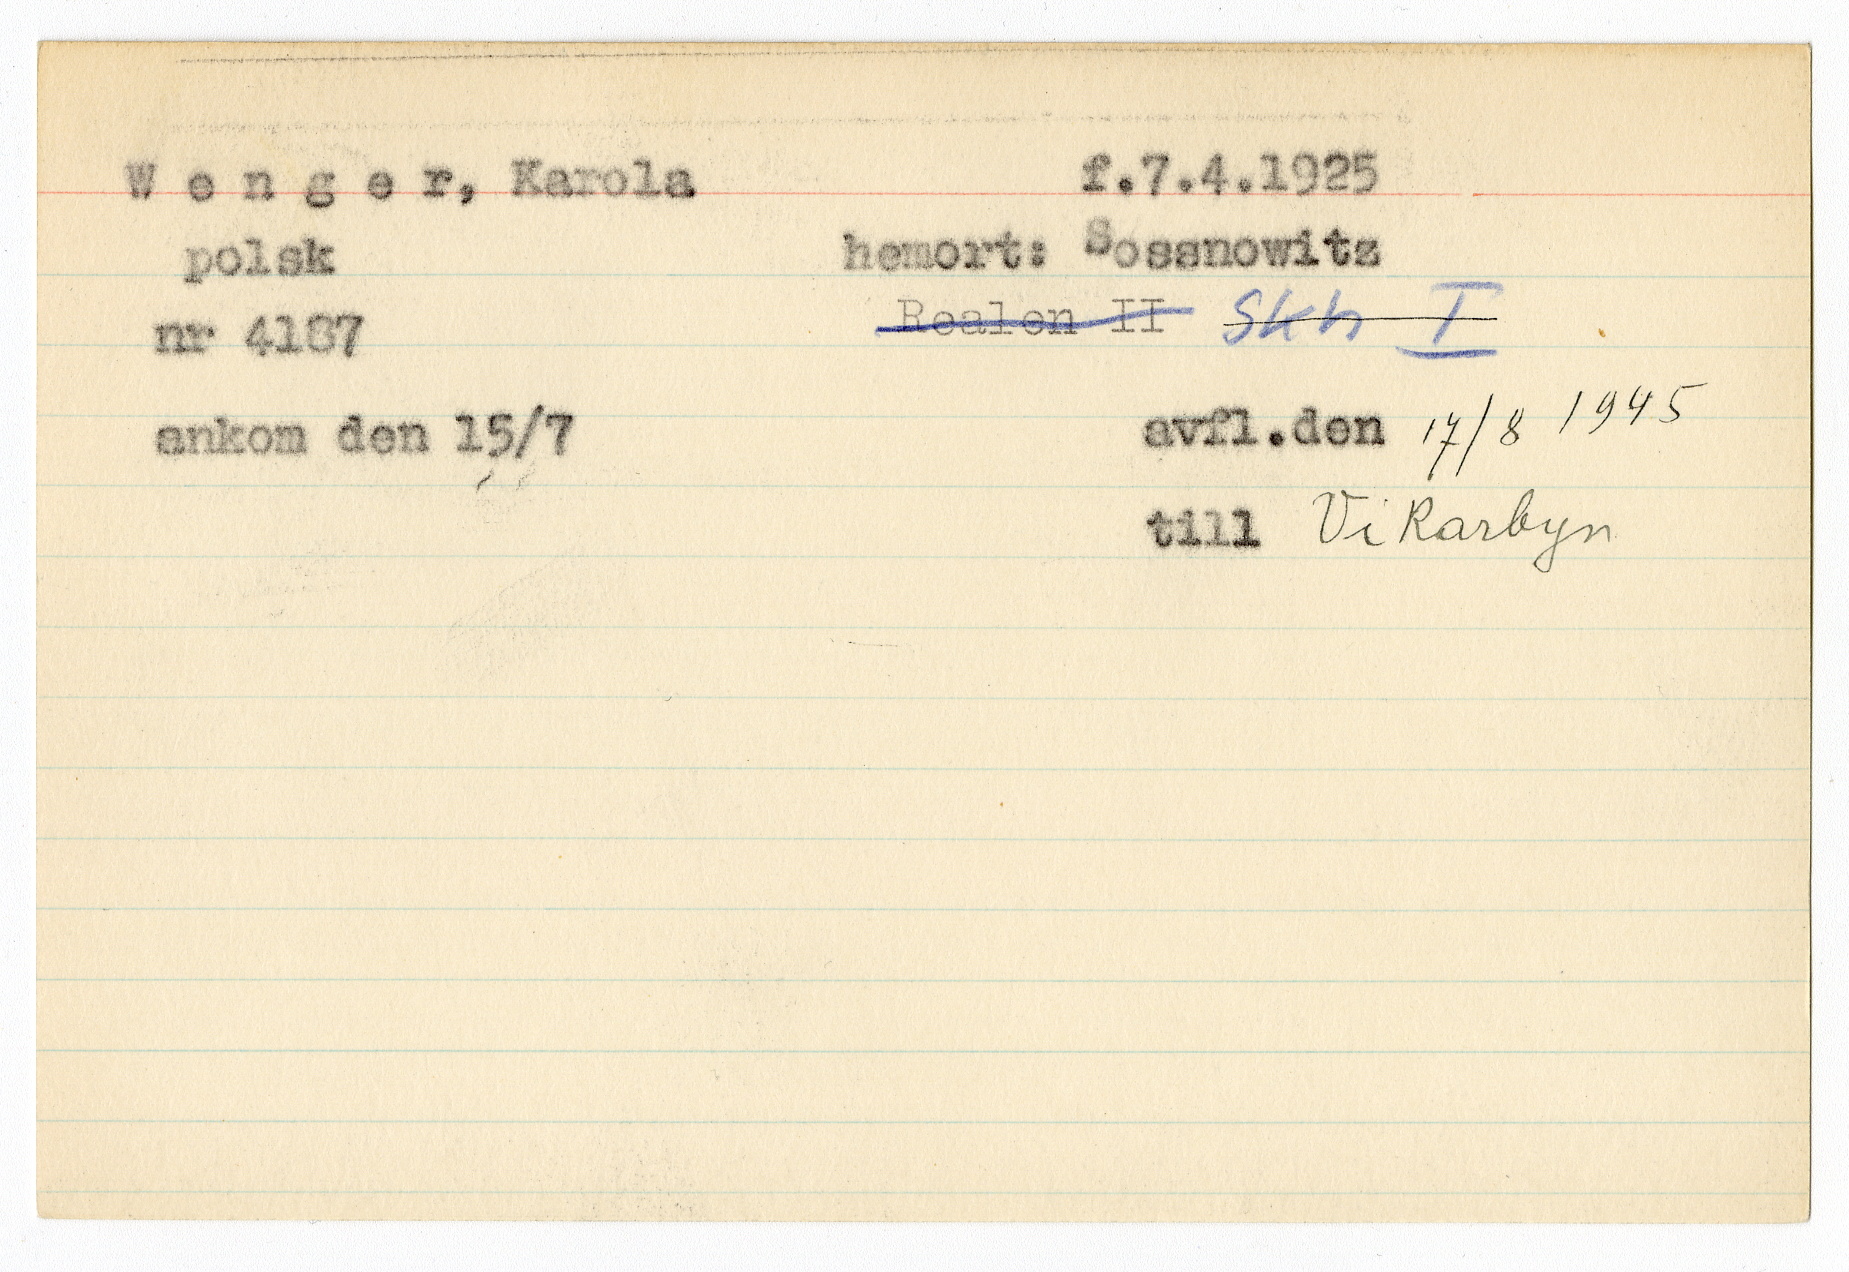 W e n g e r, Karola f.7.4.1925
polsk hemort: Sossnowitz
nr 4187 Realen II Skh I
ankom den 15/7 avfl.den 17/8 1945
till Vikarbyn